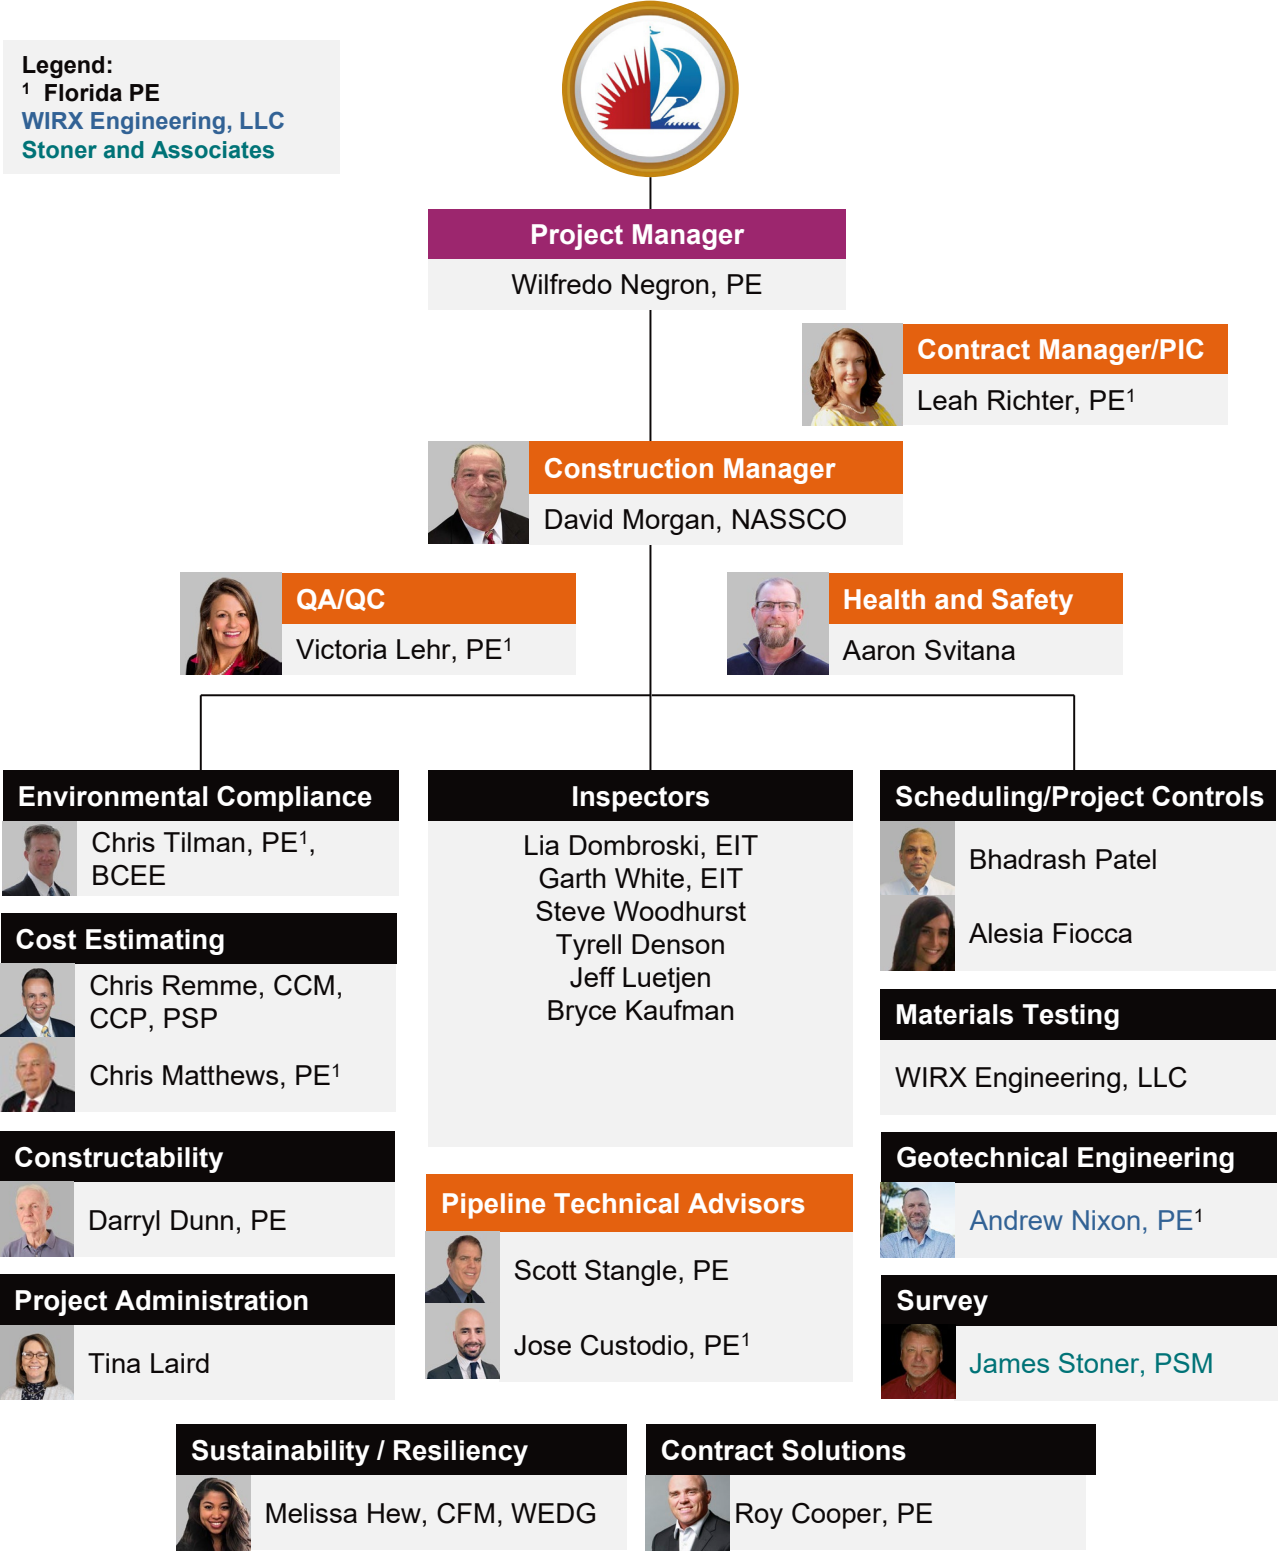 Legend:
¹ Florida PE
WIRX Engineering, LLC
Stoner and Associates
Project Manager
Wilfredo Negron, PE
Contract Manager/PIC
Leah Richter, PE¹
Construction Manager
David Morgan, NASSCO
QA/QC
Victoria Lehr, PE¹
Health and Safety
Aaron Svitana
Environmental Compliance
Chris Tilman, PE¹,
BCEE
Cost Estimating
Chris Remme, CCM,
CCP, PSP
Chris Matthews, PE¹
Constructability
Darryl Dunn, PE
Project Administration
Tina Laird
Inspectors
Lia Dombroski, EIT
Garth White, EIT
Steve Woodhurst
Tyrell Denson
Jeff Luetjen
Bryce Kaufman
Pipeline Technical Advisors
Scott Stangle, PE
Jose Custodio, PE¹
Scheduling/Project Controls
Bhadrash Patel
Alesia Fiocca
Materials Testing
WIRX Engineering, LLC
Geotechnical Engineering
Andrew Nixon, PE¹
Survey
James Stoner, PSM
Sustainability / Resiliency
Melissa Hew, CFM, WEDG
Contract Solutions
Roy Cooper, PE